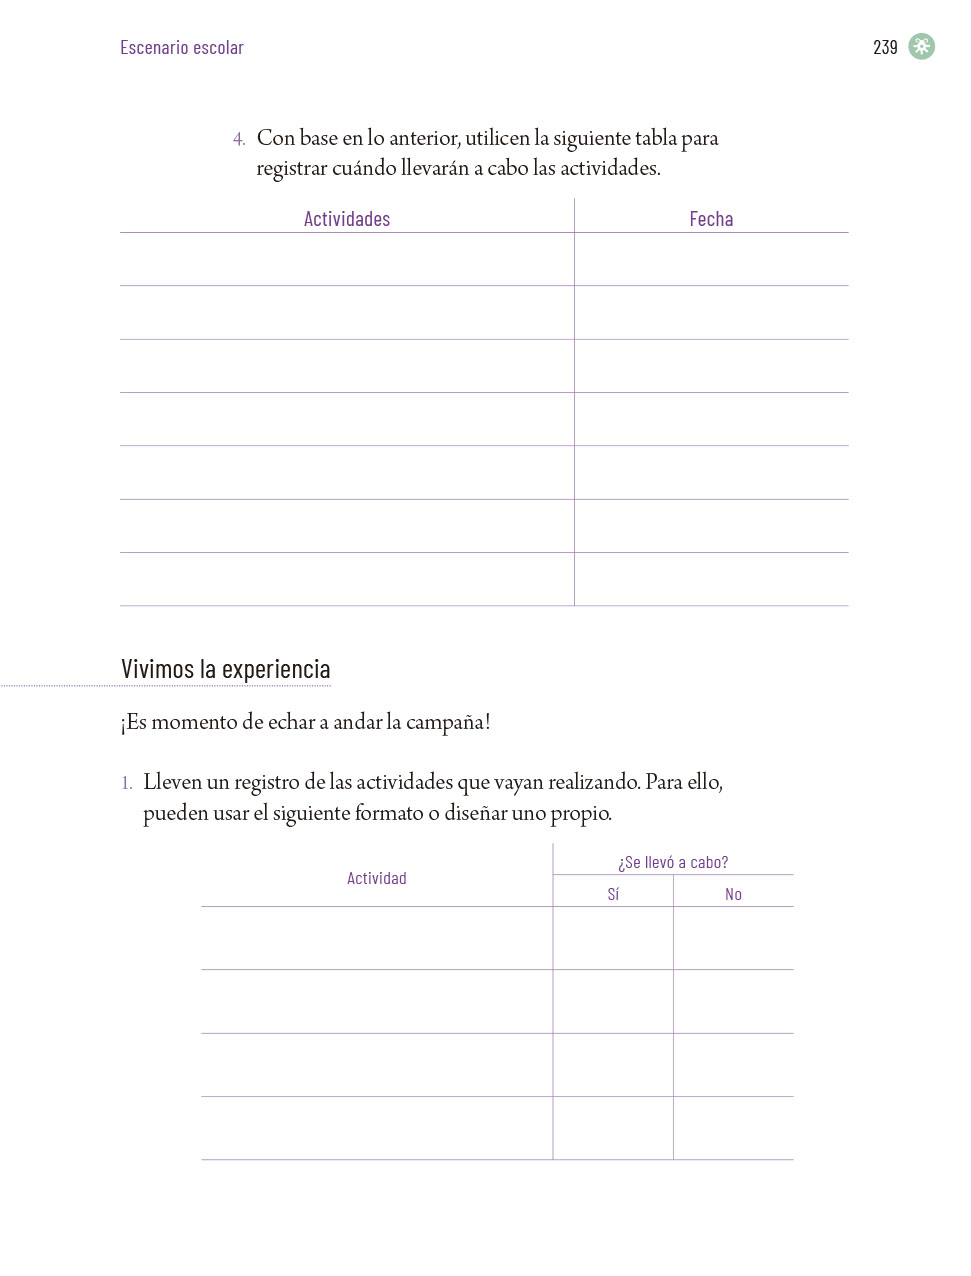 Escenario escolar
239
4. Con base en lo anterior, utilicen la siguiente tabla para
registrar cuándo llevarán a cabo las actividades.
Actividades Fecha
Vivimos la experiencia
¡Es momento de echar a andar la campaña!
1. Lleven un registro de las actividades que vayan realizando. Para ello,
pueden usar el siguiente formato o diseñar uno propio.
¿Se llevó a cabo?
Actividad
Sí No